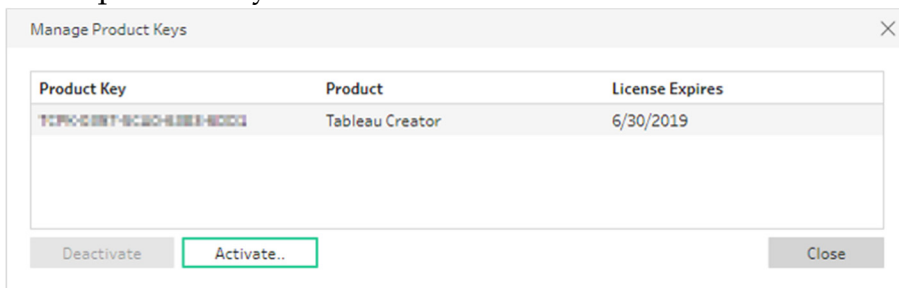 Manage Product Keys
Product Key Product License Expires
Tableau Creator 6/30/2019
Deactivate Activate.. Close